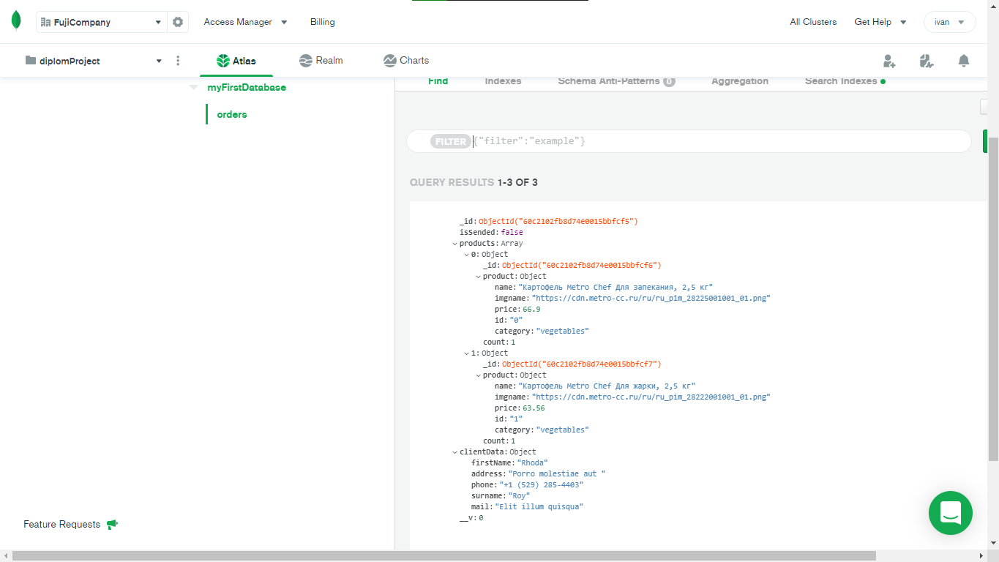 FujiCompany
Access Manager
Billing
All Clusters
Get Help
ivan
diplomProject
Atlas
Realm
Charts
myFirstDatabase
orders
Find
Indexes
Schema Anti-Patterns 0
Aggregation
Search Indexes
FILTER {"filter":"example"}
QUERY RESULTS 1-3 OF 3
_id: ObjectId("60c2102fb8d74e0015bbfcf5")
isSended: false
products: Array
0: Object
_id: ObjectId("60c2102fb8d74e0015bbfcf6")
product: Object
name: "Картофель Metro Chef Для запекания, 2,5 кг"
imgname: "https://cdn.metro-cc.ru/ru/ru_pim_28225001001_01.png"
price: 66.9
id: "0"
category: "vegetables"
count: 1
1: Object
_id: ObjectId("60c2102fb8d74e0015bbfcf7")
product: Object
name: "Картофель Metro Chef Для жарки, 2,5 кг"
imgname: "https://cdn.metro-cc.ru/ru/ru_pim_28222001001_01.png"
price: 63.56
id: "1"
category: "vegetables"
count: 1
clientData: Object
firstName: "Rhoda"
address: "Porro molestiae aut "
phone: "+1 (529) 285-4403"
surname: "Roy"
mail: "Elit illum quisqua"
__v: 0
Feature Requests